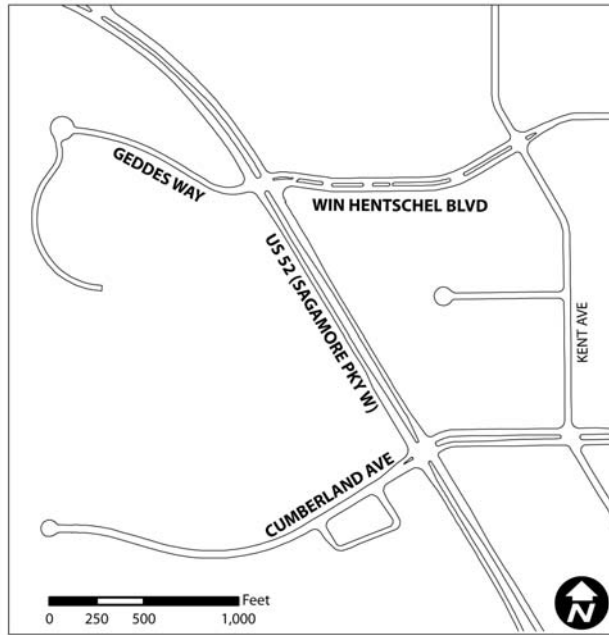 GEDDES WAY
WIN HENTSCHEL BLVD
US 52 (SAGAMORE PKY W)
KENT AVE
CUMBERLAND AVE
Feet
0 250 500 1,000
N